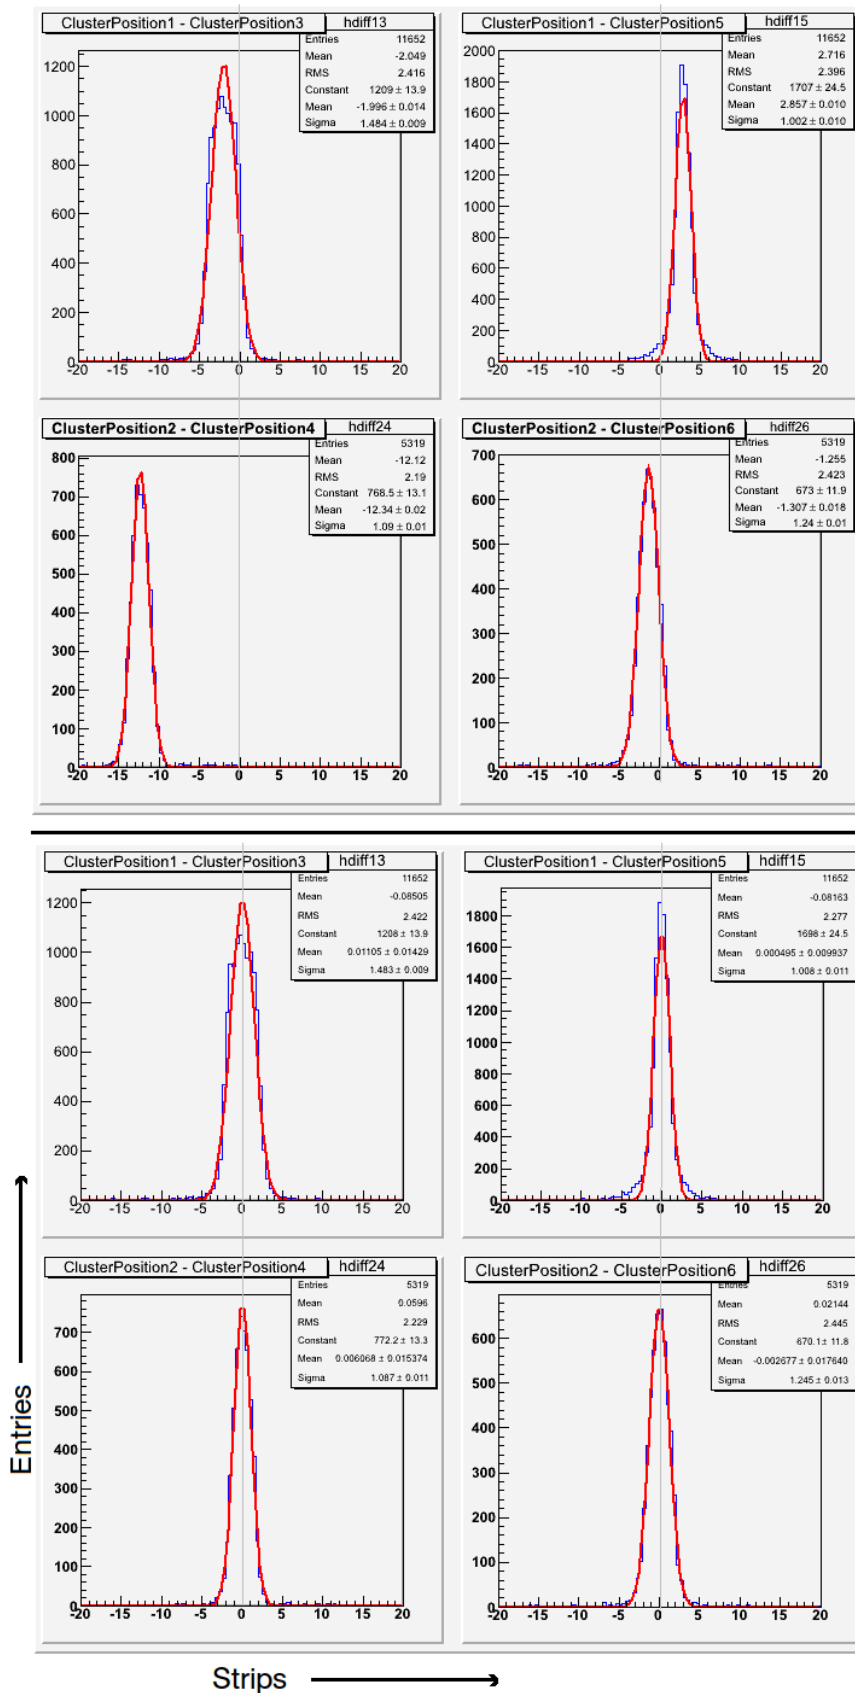 ClusterPosition1 - ClusterPosition3
hdiff13
Entries 11652
Mean -2.049
RMS 2.416
Constant 1209 ± 13.9
Mean -1.996 ± 0.014
Sigma 1.484 ± 0.009
1200
1000
800
600
400
200
0
-20 -15 -10 -5 0 5 10 15 20
ClusterPosition1 - ClusterPosition5
hdiff15
Entries 11652
Mean 2.716
RMS 2.396
Constant 1707 ± 24.5
Mean 2.857 ± 0.010
Sigma 1.002 ± 0.010
2000
1800
1600
1400
1200
1000
800
600
400
200
0
-20 -15 -10 -5 0 5 10 15 20
ClusterPosition2 - ClusterPosition4
hdiff24
Entries 5319
Mean -12.12
RMS 2.19
Constant 768.5 ± 13.1
Mean -12.34 ± 0.02
Sigma 1.09 ± 0.01
800
700
600
500
400
300
200
100
0
-20 -15 -10 -5 0 5 10 15 20
ClusterPosition2 - ClusterPosition6
hdiff26
Entries 5319
Mean -1.255
RMS 2.423
Constant 673 ± 11.9
Mean -1.307 ± 0.018
Sigma 1.24 ± 0.01
700
600
500
400
300
200
100
0
-20 -15 -10 -5 0 5 10 15 20
ClusterPosition1 - ClusterPosition3
hdiff13
Entries 11652
Mean -0.08505
RMS 2.422
Constant 1208 ± 13.9
Mean 0.01105 ± 0.01429
Sigma 1.483 ± 0.009
1200
1000
800
600
400
200
0
-20 -15 -10 -5 0 5 10 15 20
ClusterPosition1 - ClusterPosition5
hdiff15
Entries 11652
Mean -0.08163
RMS 2.277
Constant 1698 ± 24.5
Mean 0.000495 ± 0.009937
Sigma 1.008 ± 0.011
1800
1600
1400
1200
1000
800
600
400
200
0
-20 -15 -10 -5 0 5 10 15 20
ClusterPosition2 - ClusterPosition4
hdiff24
Entries 5319
Mean 0.0596
RMS 2.229
Constant 772.2 ± 13.3
Mean 0.006068 ± 0.015374
Sigma 1.087 ± 0.011
700
600
500
400
300
200
100
0
-20 -15 -10 -5 0 5 10 15 20
ClusterPosition2 - ClusterPosition6
hdiff26
Entries 5319
Mean 0.02144
RMS 2.445
Constant 670.1 ± 11.8
Mean -0.002677 ± 0.017640
Sigma 1.245 ± 0.013
600
500
400
300
200
100
0
-20 -15 -10 -5 0 5 10 15 20
Entries
Strips